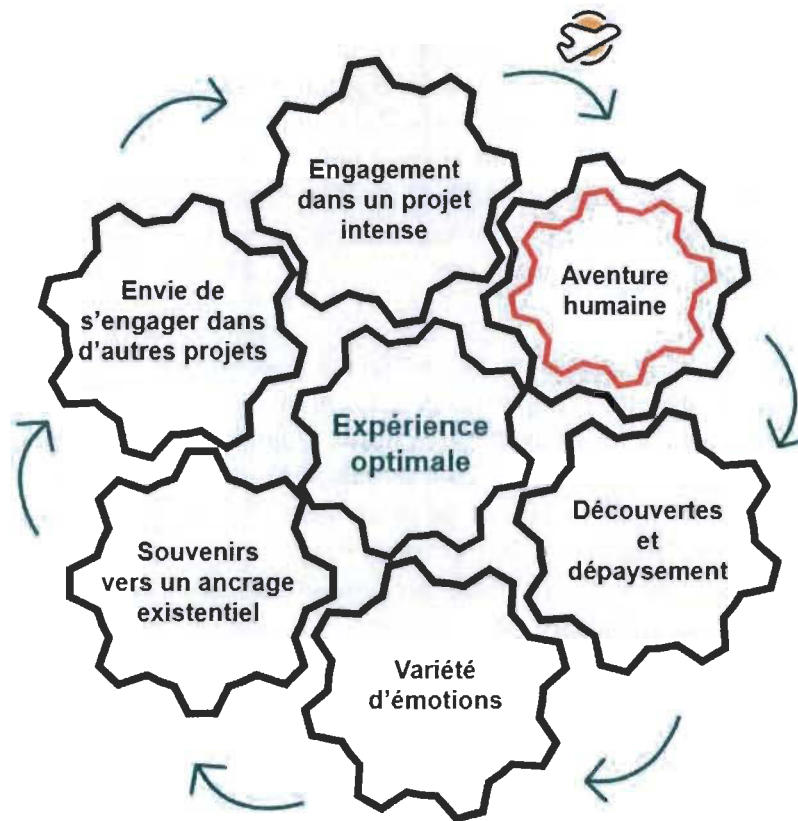 Engagement
dans un projet
intense
Aventure
humaine
Découvertes
et
dépaysement
Variété
d'émotions
Souvenirs
vers un ancrage
existentiel
Envie de
s'engager dans
d'autres projets
Expérience
optimale